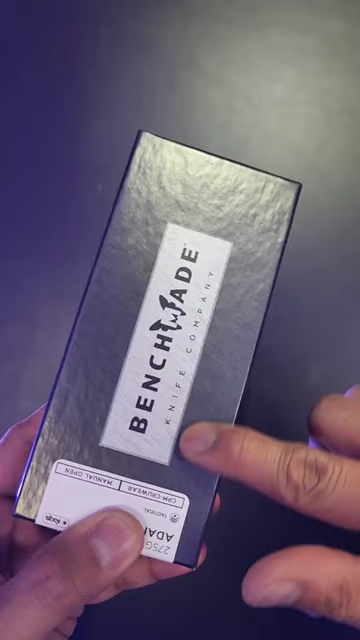 BENCHMADE
KNIFE COMPANY
CPM-CRUWEAR MANUAL OPEN
TACTICAL
275G
ADA